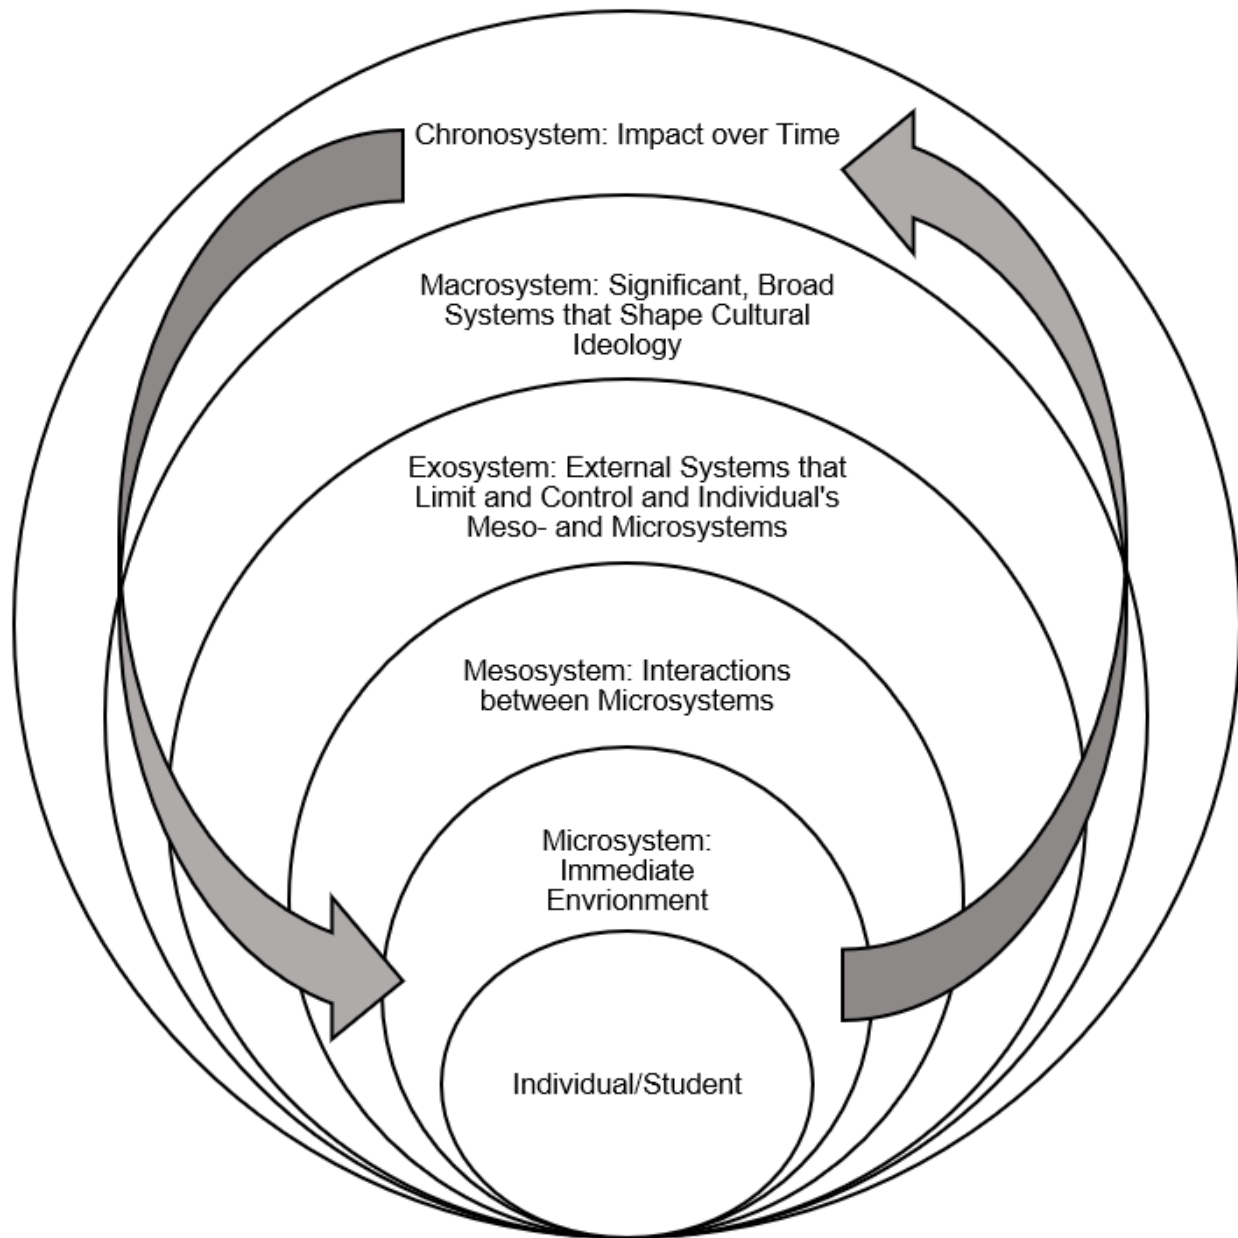 Chronosystem: Impact over Time
Macrosystem: Significant, Broad
Systems that Shape Cultural
Ideology
Exosystem: External Systems that
Limit and Control and Individual's
Meso- and Microsystems
Mesosystem: Interactions
between Microsystems
Microsystem:
Immediate
Envrionment
Individual/Student